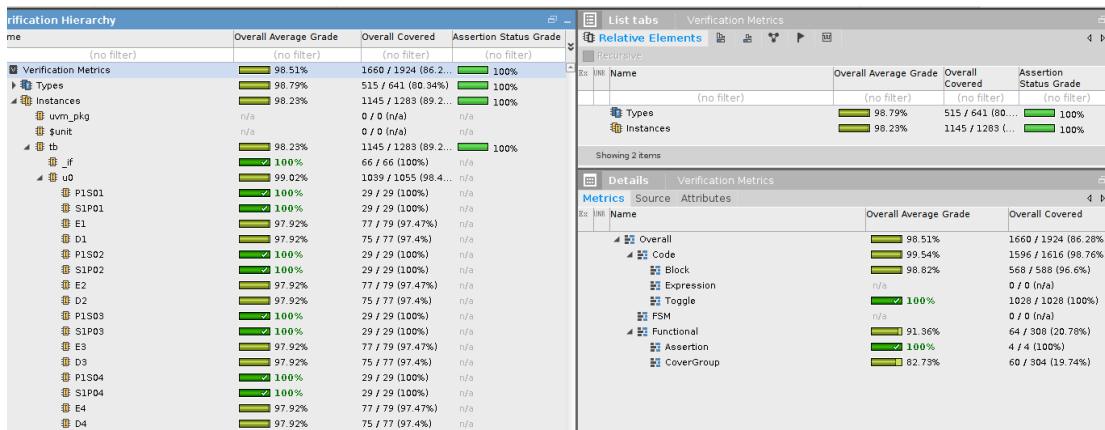 rification Hierarchy
me Overall Average Grade Overall Covered Assertion Status Grade
(no filter) (no filter) (no filter) (no filter)
Verification Metrics 98.51% 1660 / 1924 (86.2... 100%
Types 98.79% 515 / 641 (80.34%) 100%
Instances 98.23% 1145 / 1283 (89.2... 100%
uvm_pkg n/a 0 / 0 (n/a) n/a
$unit n/a 0 / 0 (n/a) n/a
tb 98.23% 1145 / 1283 (89.2... 100%
_if 100% 66 / 66 (100%) n/a
u0 99.02% 1039 / 1055 (98.4... n/a
P1S01 100% 29 / 29 (100%) n/a
S1P01 100% 29 / 29 (100%) n/a
E1 97.92% 77 / 79 (97.47%) n/a
D1 97.92% 75 / 77 (97.4%) n/a
P1S02 100% 29 / 29 (100%) n/a
S1P02 100% 29 / 29 (100%) n/a
E2 97.92% 77 / 79 (97.47%) n/a
D2 97.92% 75 / 77 (97.4%) n/a
P1S03 100% 29 / 29 (100%) n/a
S1P03 100% 29 / 29 (100%) n/a
E3 97.92% 77 / 79 (97.47%) n/a
D3 97.92% 75 / 77 (97.4%) n/a
P1S04 100% 29 / 29 (100%) n/a
S1P04 100% 29 / 29 (100%) n/a
E4 97.92% 77 / 79 (97.47%) n/a
D4 97.92% 75 / 77 (97.4%) n/a
List tabs Verification Metrics
Relative Elements
Recursive
Ex UNR Name Overall Average Grade Overall Covered Assertion Status Grade
(no filter) (no filter) (no filter) (no filter)
Types 98.79% 515 / 641 (80.... 100%
Instances 98.23% 1145 / 1283 (... 100%
Showing 2 items
Details Verification Metrics
Metrics Source Attributes
Ex UNR Name Overall Average Grade Overall Covered
Overall 98.51% 1660 / 1924 (86.28%
Code 99.54% 1596 / 1616 (98.76%
Block 98.82% 568 / 588 (96.6%)
Expression n/a 0 / 0 (n/a)
Toggle 100% 1028 / 1028 (100%)
FSM n/a 0 / 0 (n/a)
Functional 91.36% 64 / 308 (20.78%)
Assertion 100% 4 / 4 (100%)
CoverGroup 82.73% 60 / 304 (19.74%)